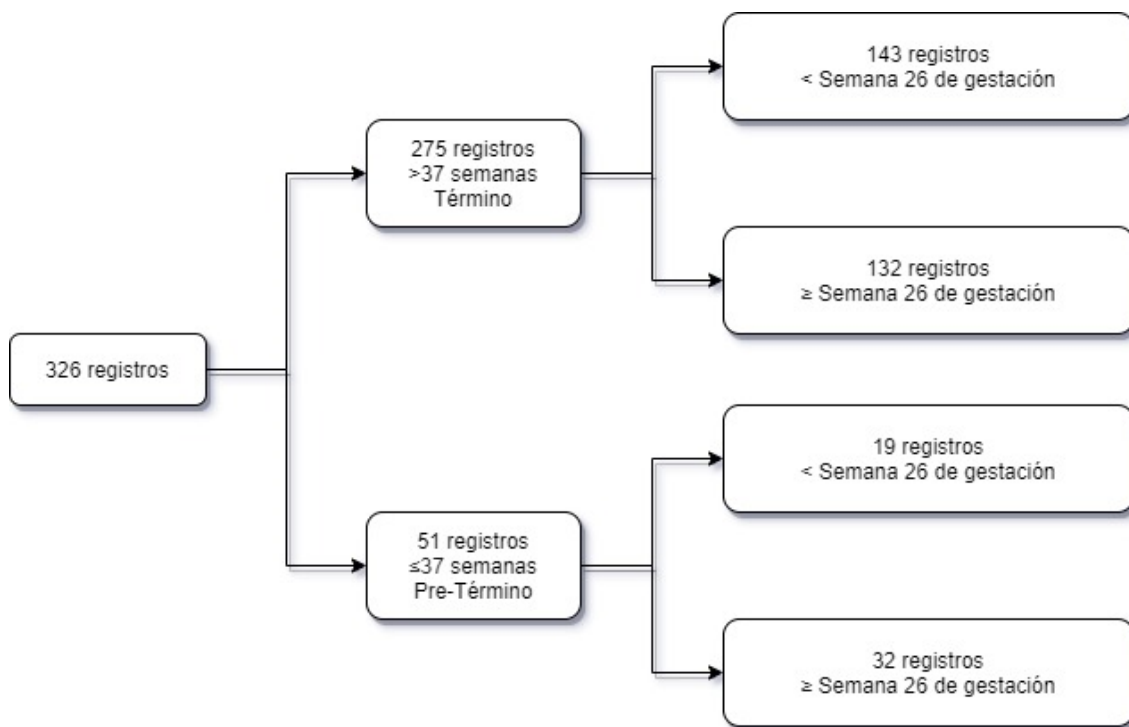 143 registros
< Semana 26 de gestación
275 registros
>37 semanas
Término
132 registros
≥ Semana 26 de gestación
326 registros
19 registros
< Semana 26 de gestación
51 registros
≤37 semanas
Pre-Término
32 registros
≥ Semana 26 de gestación